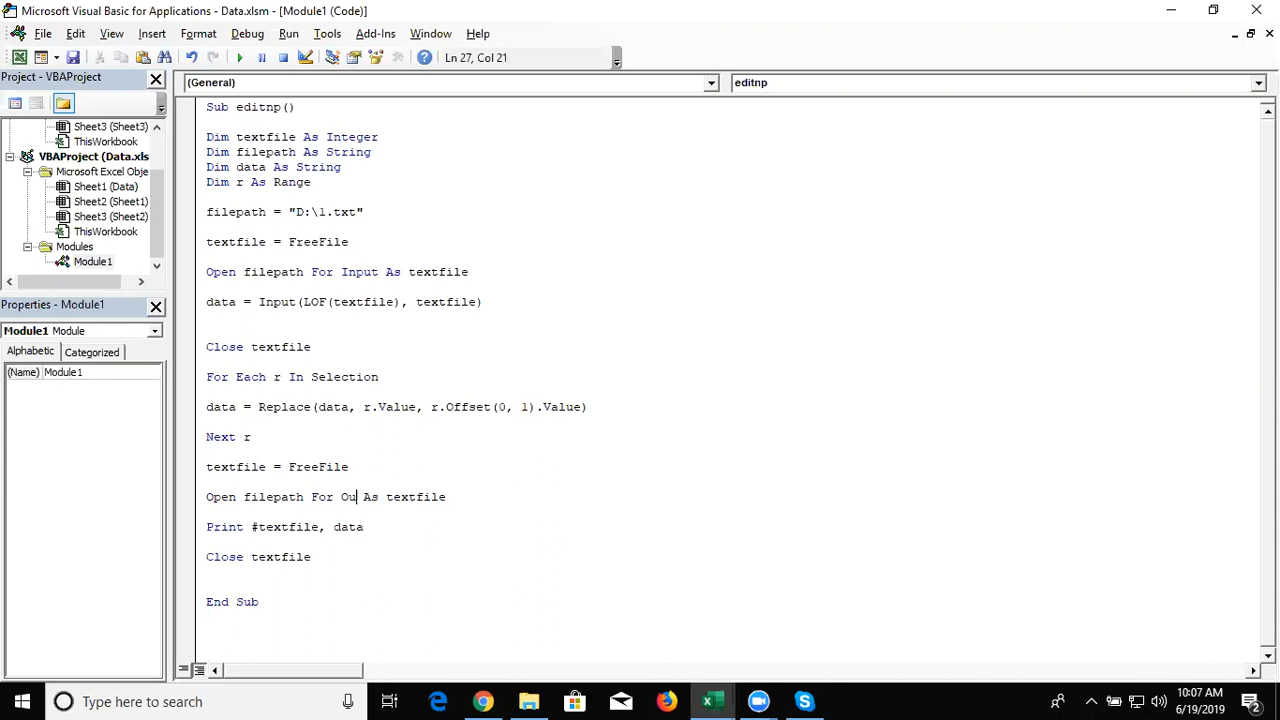 Microsoft Visual Basic for Applications - Data.xlsm - [Module1 (Code)]
File Edit View Insert Format Debug Run Tools Add-Ins Window Help
Ln 27, Col 21
Project - VBAProject
(General)
editnp
Sheet3 (Sheet3)
ThisWorkbook
VBAProject (Data.xls
Microsoft Excel Obje
Sheet1 (Data)
Sheet2 (Sheet1)
Sheet3 (Sheet2)
ThisWorkbook
Modules
Module1
Properties - Module1
Module1 Module
Alphabetic Categorized
(Name) Module1
Sub editnp()
Dim textfile As Integer
Dim filepath As String
Dim data As String
Dim r As Range
filepath = "D:\1.txt"
textfile = FreeFile
Open filepath For Input As textfile
data = Input(LOF(textfile), textfile)
Close textfile
For Each r In Selection
data = Replace(data, r.Value, r.Offset(0, 1).Value)
Next r
textfile = FreeFile
Open filepath For Ou As textfile
Print #textfile, data
Close textfile
End Sub
Type here to search
10:07 AM
6/19/2019
2